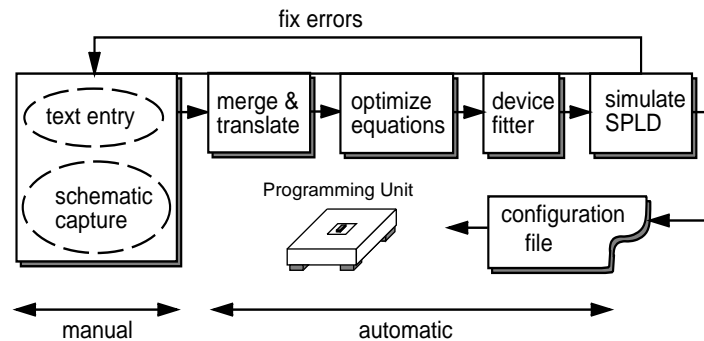 fix errors
text entry
schematic
capture
merge &
translate
optimize
equations
device
fitter
simulate
SPLD
Programming Unit
configuration
file
manual
automatic